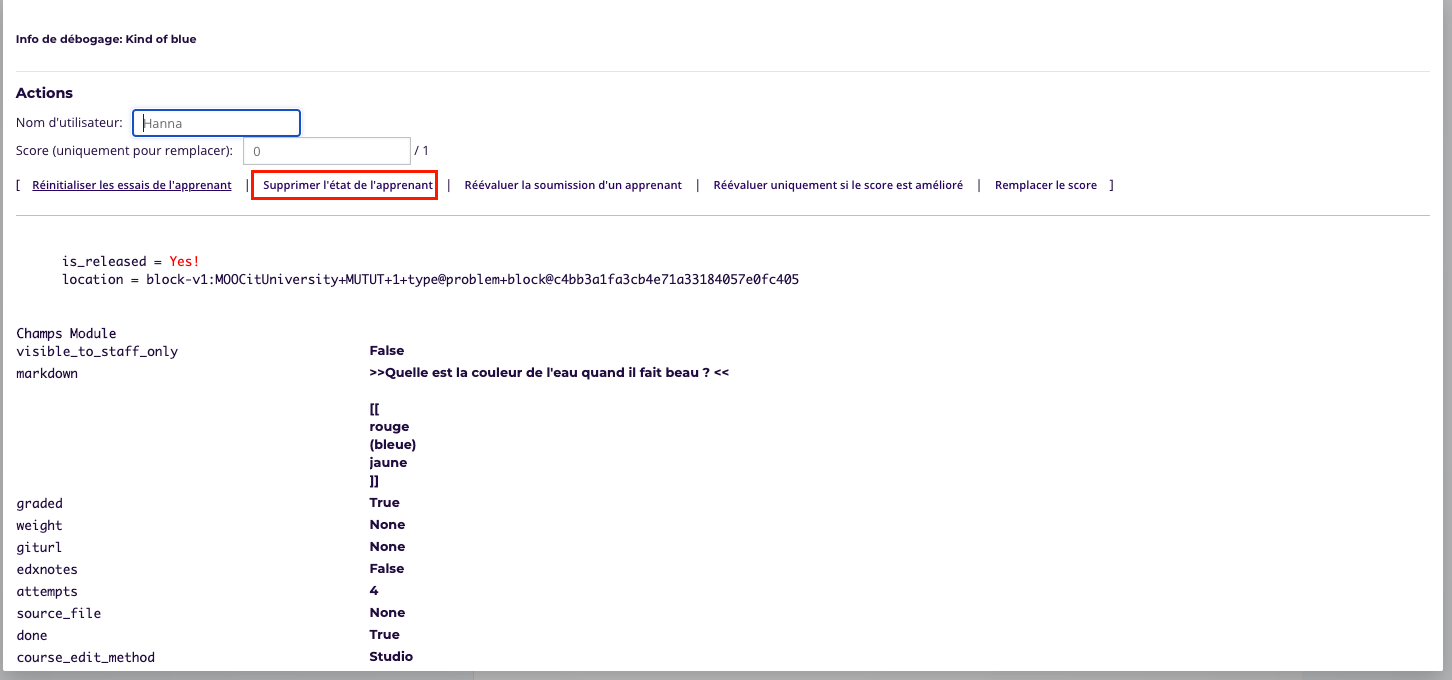 Info de débogage: Kind of blue
Actions
Nom d'utilisateur: Hanna
Score (uniquement pour remplacer): 0 / 1
[ Réinitialiser les essais de l'apprenant | Supprimer l'état de l'apprenant | Réévaluer la soumission d'un apprenant | Réévaluer uniquement si le score est amélioré | Remplacer le score ]
is_released = Yes!
location = block-v1:MOOCitUniversity+MUTUT+1+type@problem+block@c4bb3a1fa3cb4e71a33184057e0fc405
Champs Module
visible_to_staff_only False
markdown >>Quelle est la couleur de l'eau quand il fait beau ? <<
[[
rouge
(bleue)
jaune
]]
graded True
weight None
giturl None
edxnotes False
attempts 4
source_file None
done True
course_edit_method Studio